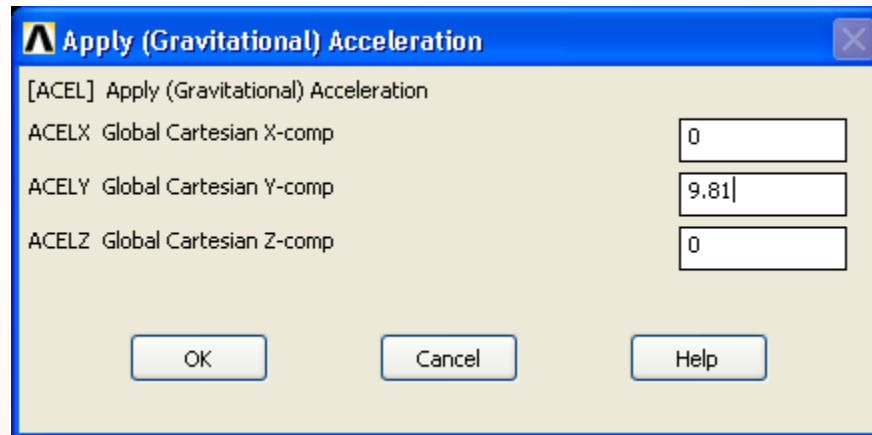 Apply (Gravitational) Acceleration
[ACEL] Apply (Gravitational) Acceleration
ACELX Global Cartesian X-comp 0
ACELY Global Cartesian Y-comp 9.81
ACELZ Global Cartesian Z-comp 0
OK Cancel Help